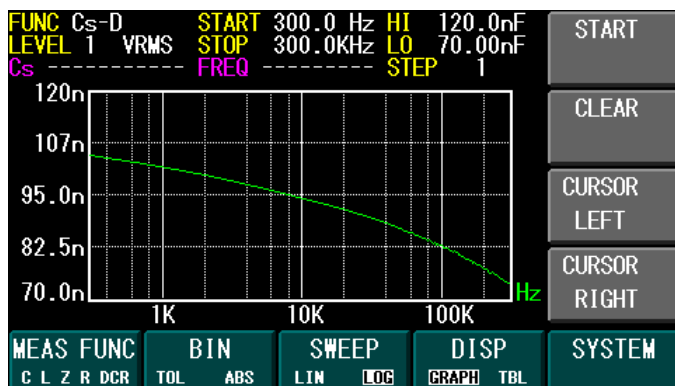 FUNC Cs-D START 300.0 Hz HI 120.0nF
LEVEL 1 VRMS STOP 300.0KHz LO 70.00nF
Cs ----------- FREQ ----------- STEP 1
120n
107n
95.0n
82.5n
70.0n
1K 10K 100K Hz
START
CLEAR
CURSOR
LEFT
CURSOR
RIGHT
MEAS FUNC BIN SWEEP DISP SYSTEM
C L Z R DCR TOL ABS LIN LOG GRAPH TBL